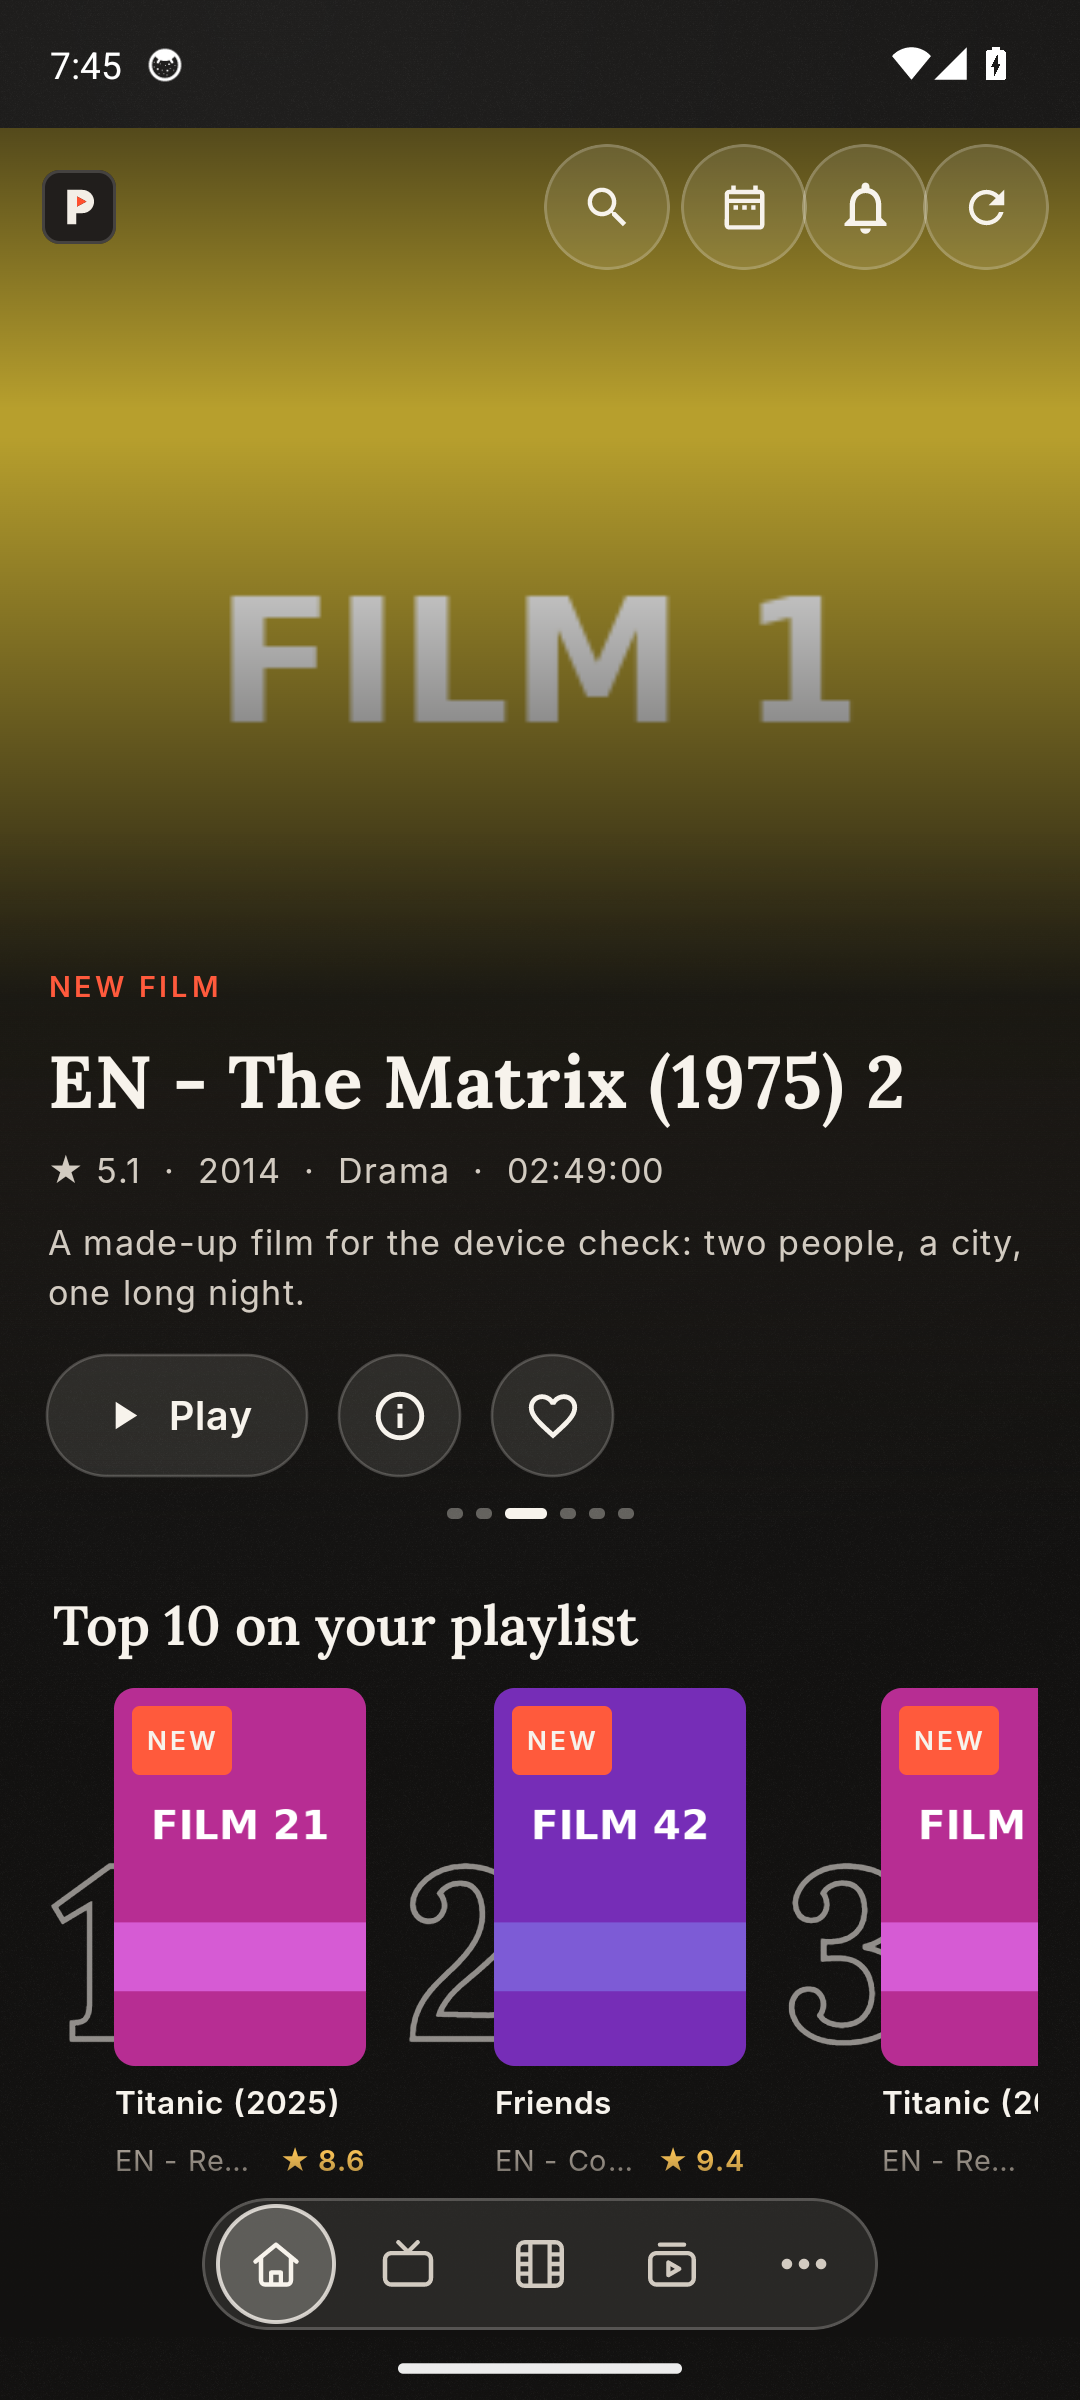 7:45
P
FILM 1
NEW FILM
EN - The Matrix (1975) 2
★ 5.1 · 2014 · Drama · 02:49:00
A made-up film for the device check: two people, a city,
one long night.
Play
Top 10 on your playlist
NEW NEW NEW
FILM 21 FILM 42 FILM
1 2 3
Titanic (2025) Friends Titanic (20
EN - Re... ★ 8.6 EN - Co... ★ 9.4 EN - Re...